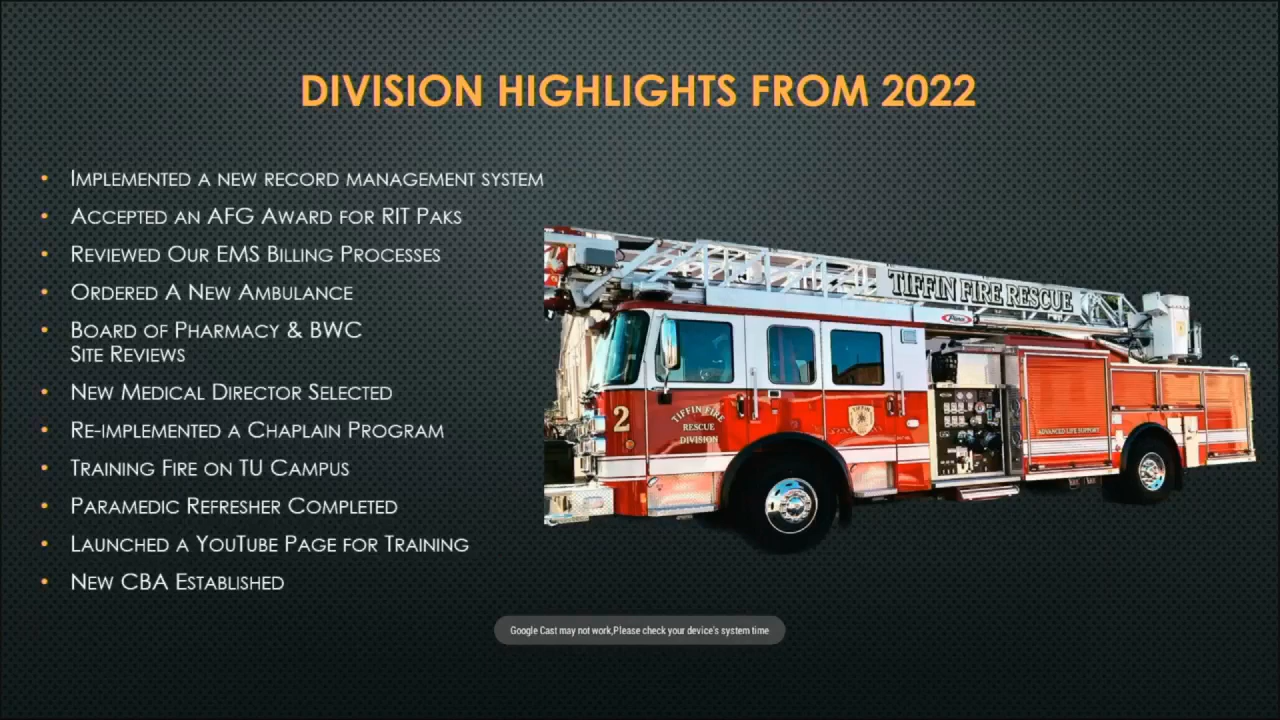 DIVISION HIGHLIGHTS FROM 2022
• IMPLEMENTED A NEW RECORD MANAGEMENT SYSTEM
• ACCEPTED AN AFG AWARD FOR RIT PAKS
• REVIEWED OUR EMS BILLING PROCESSES
• ORDERED A NEW AMBULANCE
• BOARD OF PHARMACY & BWC
SITE REVIEWS
• NEW MEDICAL DIRECTOR SELECTED
• RE-IMPLEMENTED A CHAPLAIN PROGRAM
• TRAINING FIRE ON TU CAMPUS
• PARAMEDIC REFRESHER COMPLETED
• LAUNCHED A YOUTUBE PAGE FOR TRAINING
• NEW CBA ESTABLISHED
TIFFIN FIRE RESCUE
Pierce
2
TIFFIN FIRE
RESCUE
DIVISION
TIFFIN
ADVANCED LIFE SUPPORT
Google Cast may not work,Please check your device's system time